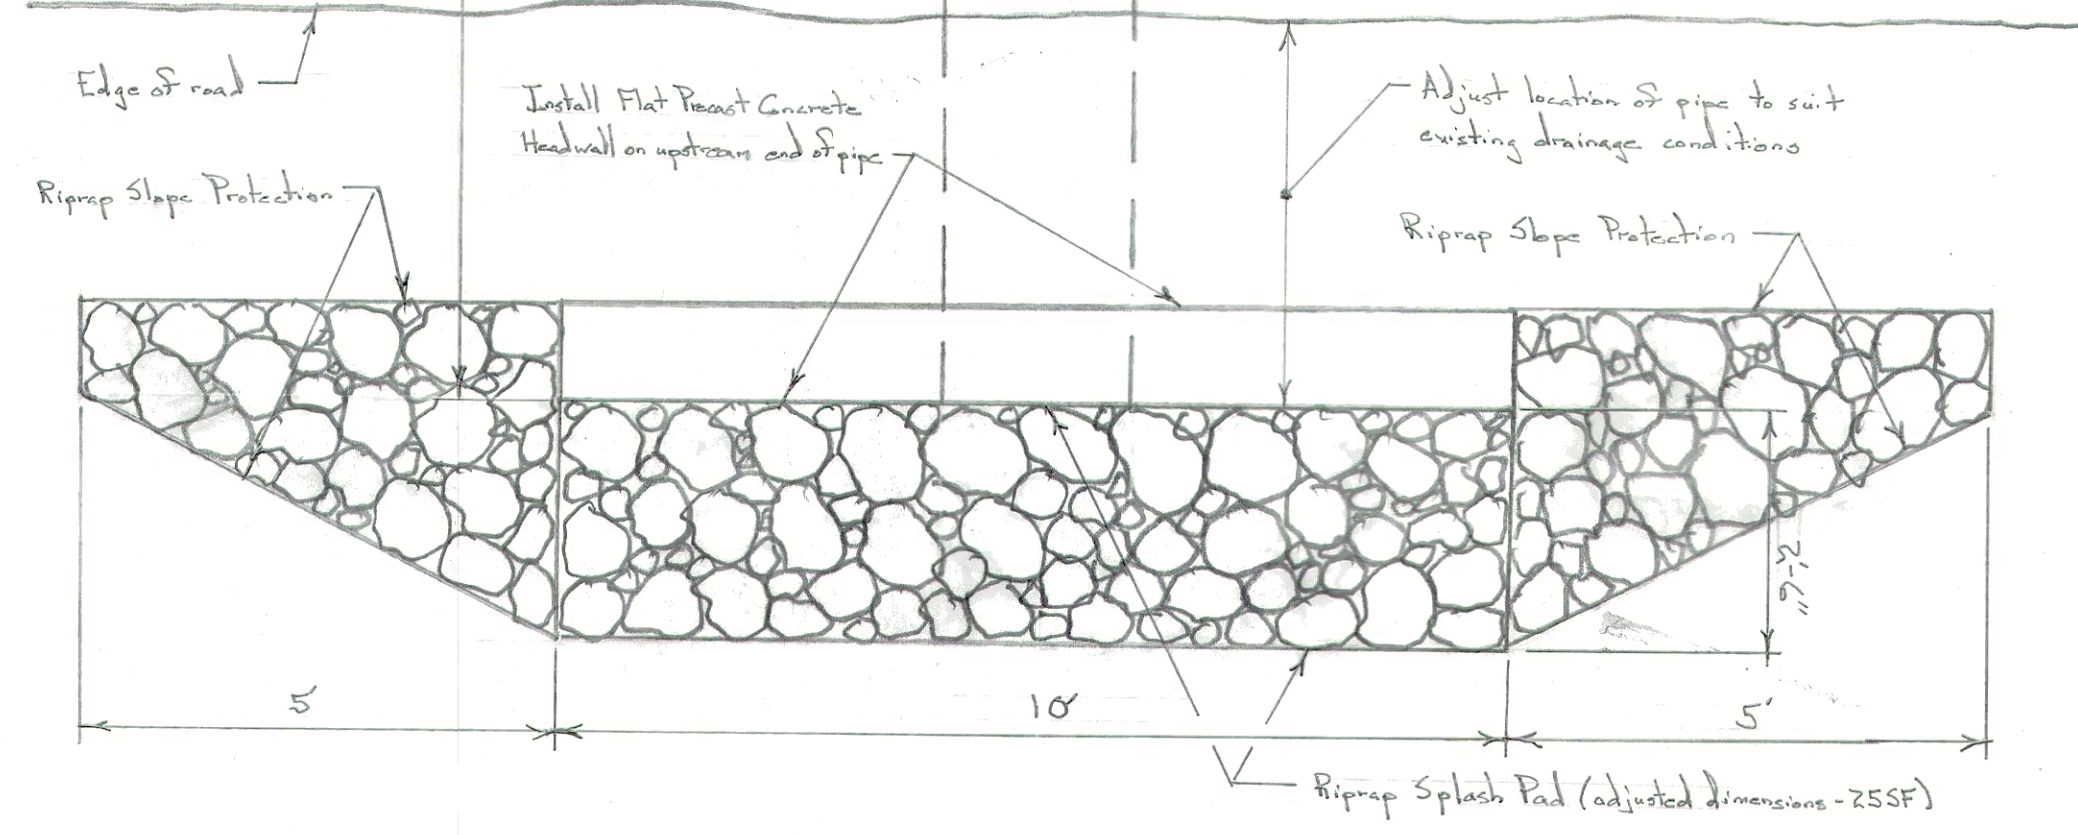 Edge of road
Install Flat Precast Concrete
Headwall on upstream end of pipe
Adjust location of pipe to suit
existing drainage conditions
Riprap Slope Protection
Riprap Slope Protection
2'-6"
5'
10'
5'
Riprap Splash Pad (adjusted dimensions - 25SF)